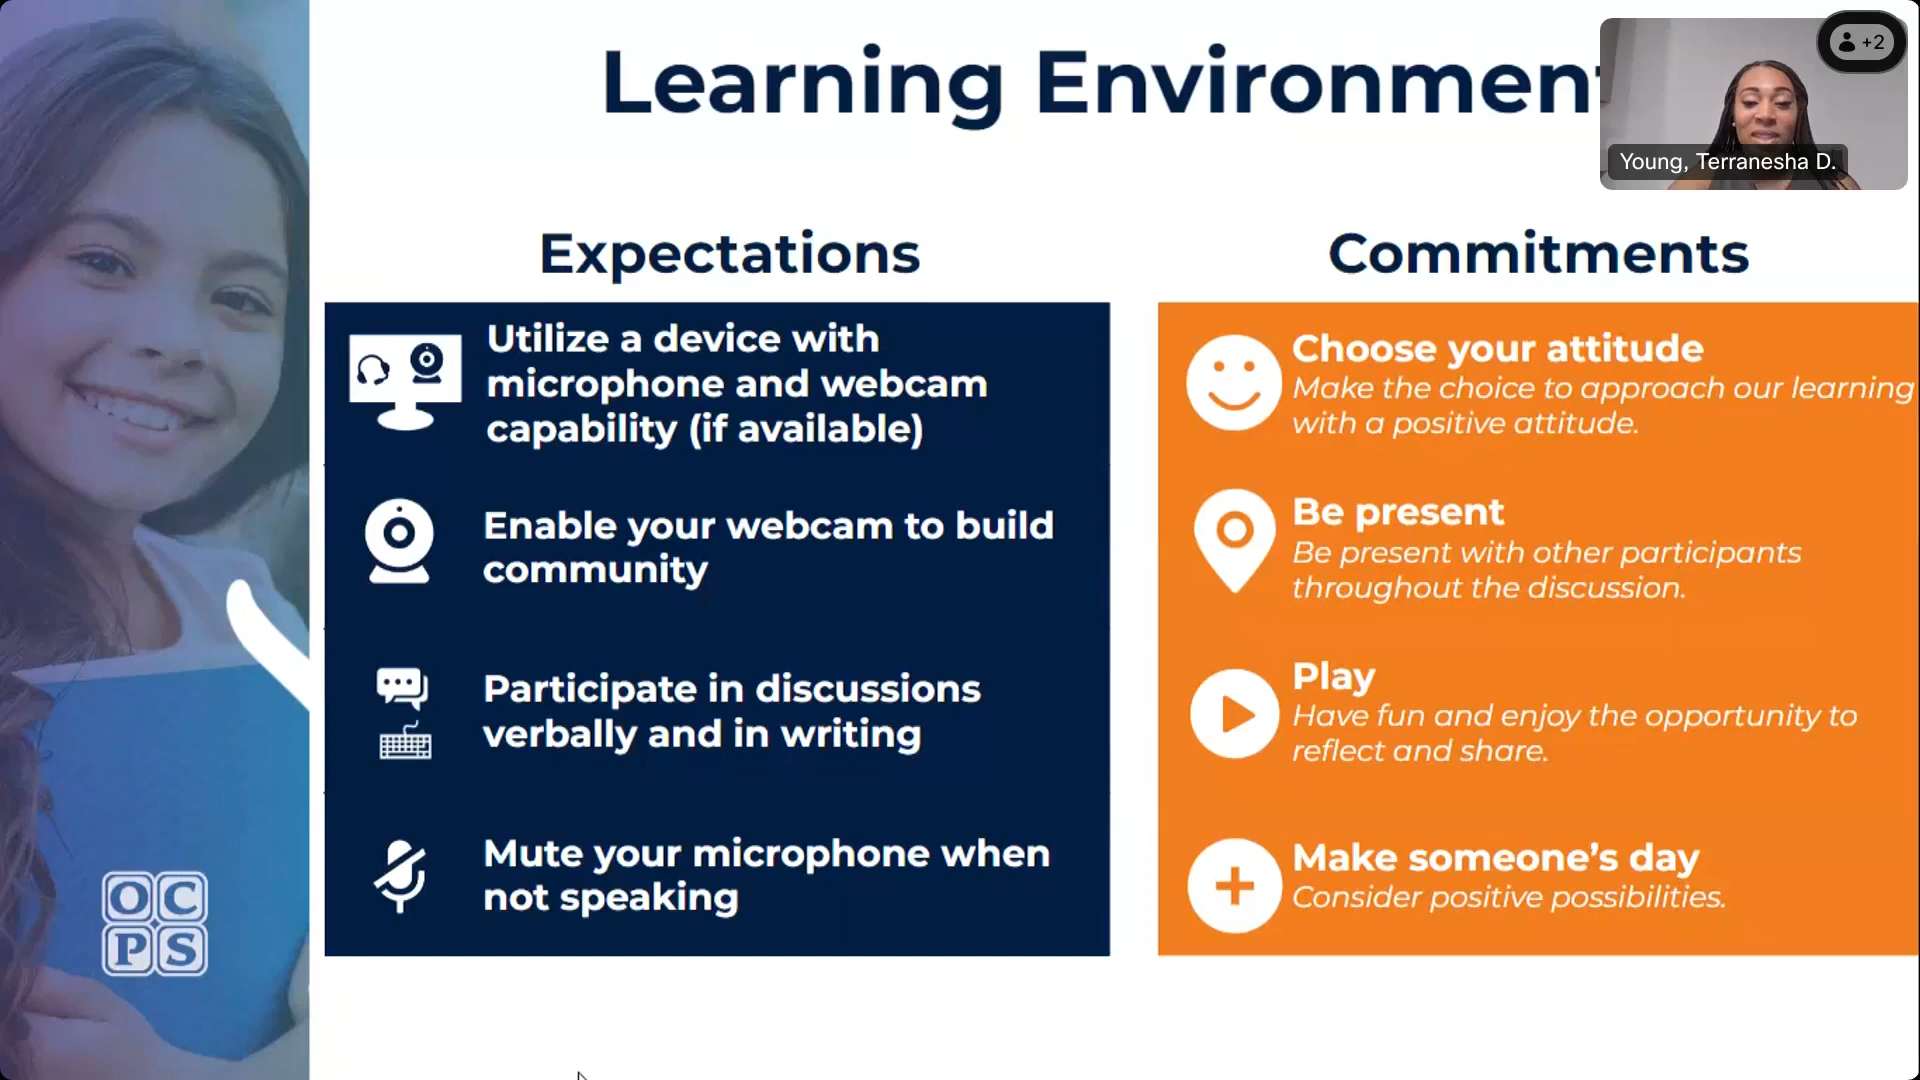 Learning Environment
+2
Young, Terranesha D.
Expectations
Utilize a device with
microphone and webcam
capability (if available)
Enable your webcam to build
community
Participate in discussions
verbally and in writing
Mute your microphone when
not speaking
Commitments
Choose your attitude
Make the choice to approach our learning
with a positive attitude.
Be present
Be present with other participants
throughout the discussion.
Play
Have fun and enjoy the opportunity to
reflect and share.
Make someone’s day
Consider positive possibilities.
OC
PS